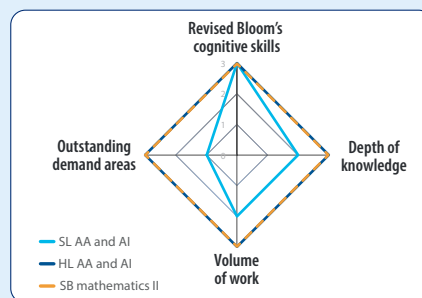 Revised Bloom's
cognitive skills
3
2
1
0
Outstanding
demand areas
Depth of
knowledge
SL AA and AI
HL AA and AI
SB mathematics II
Volume
of work